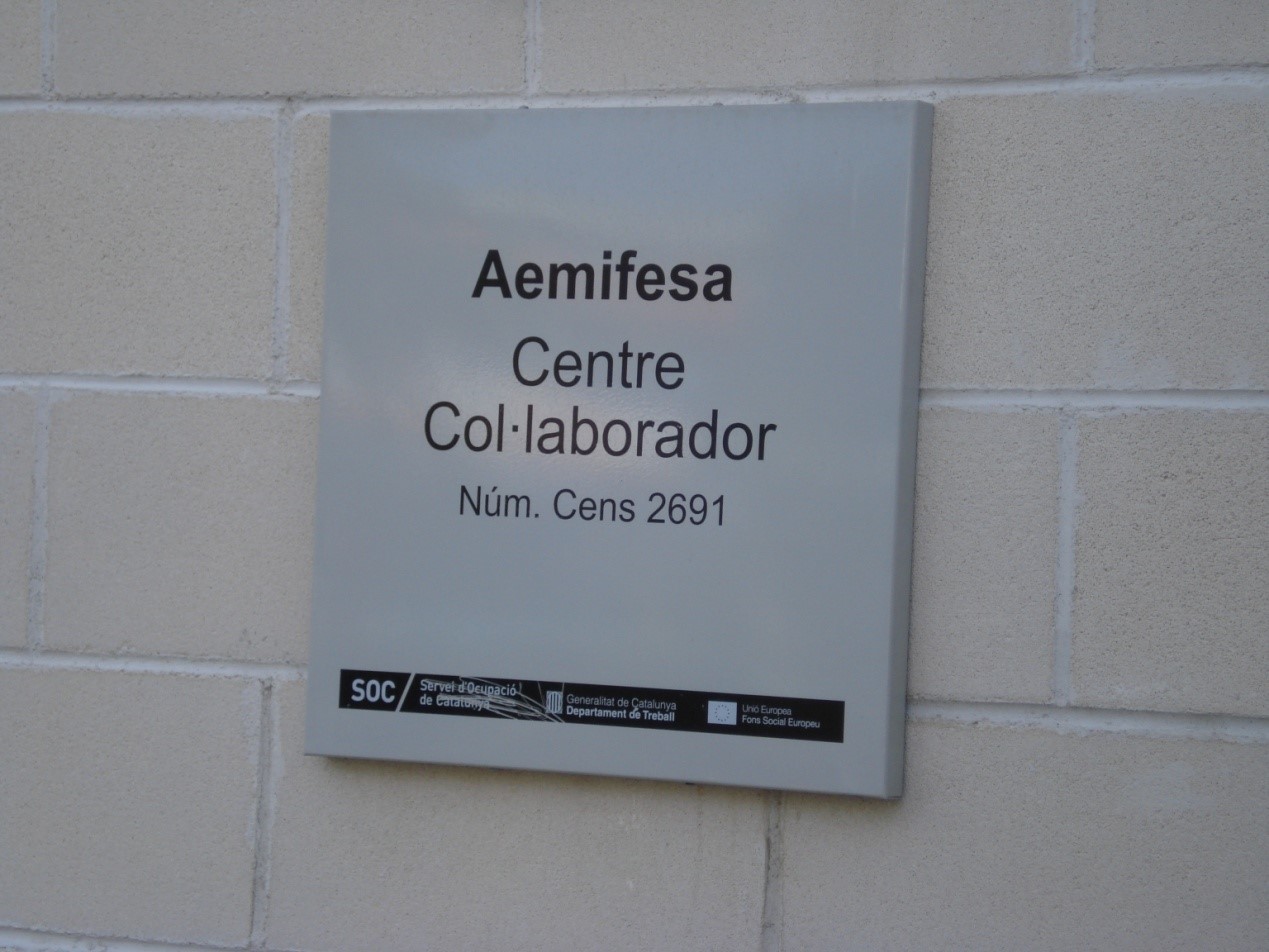 Aemifesa
Centre
Col·laborador
Núm. Cens 2691
SOC
Servei d'Ocupació
de Catalunya
Generalitat de Catalunya
Departament de Treball
Unió Europea
Fons Social Europeu